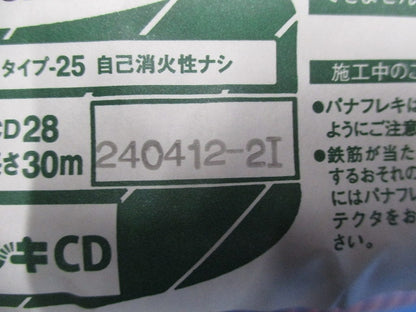 タイプ-25 自己消火性ナシ
CD28
長さ30m
240412-2I
キCD
施工中のご
●パナフレキは
ようにご注意
●鉄筋が当た
するおそれの
にはパナフレ
テクタをお
さい。